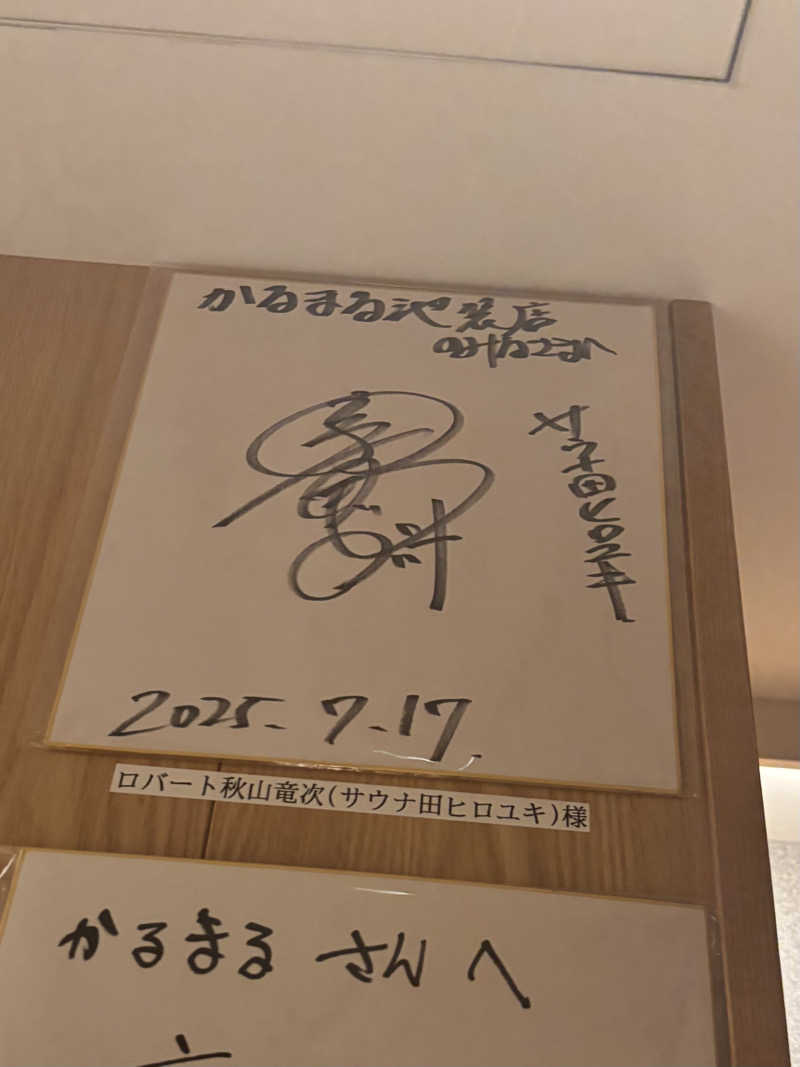 かるまる池袋店
のみなさまへ
サウナ田ヒロユキ
2025.7.17.
ロバート秋山竜次(サウナ田ヒロユキ)様
かるまるさんへ